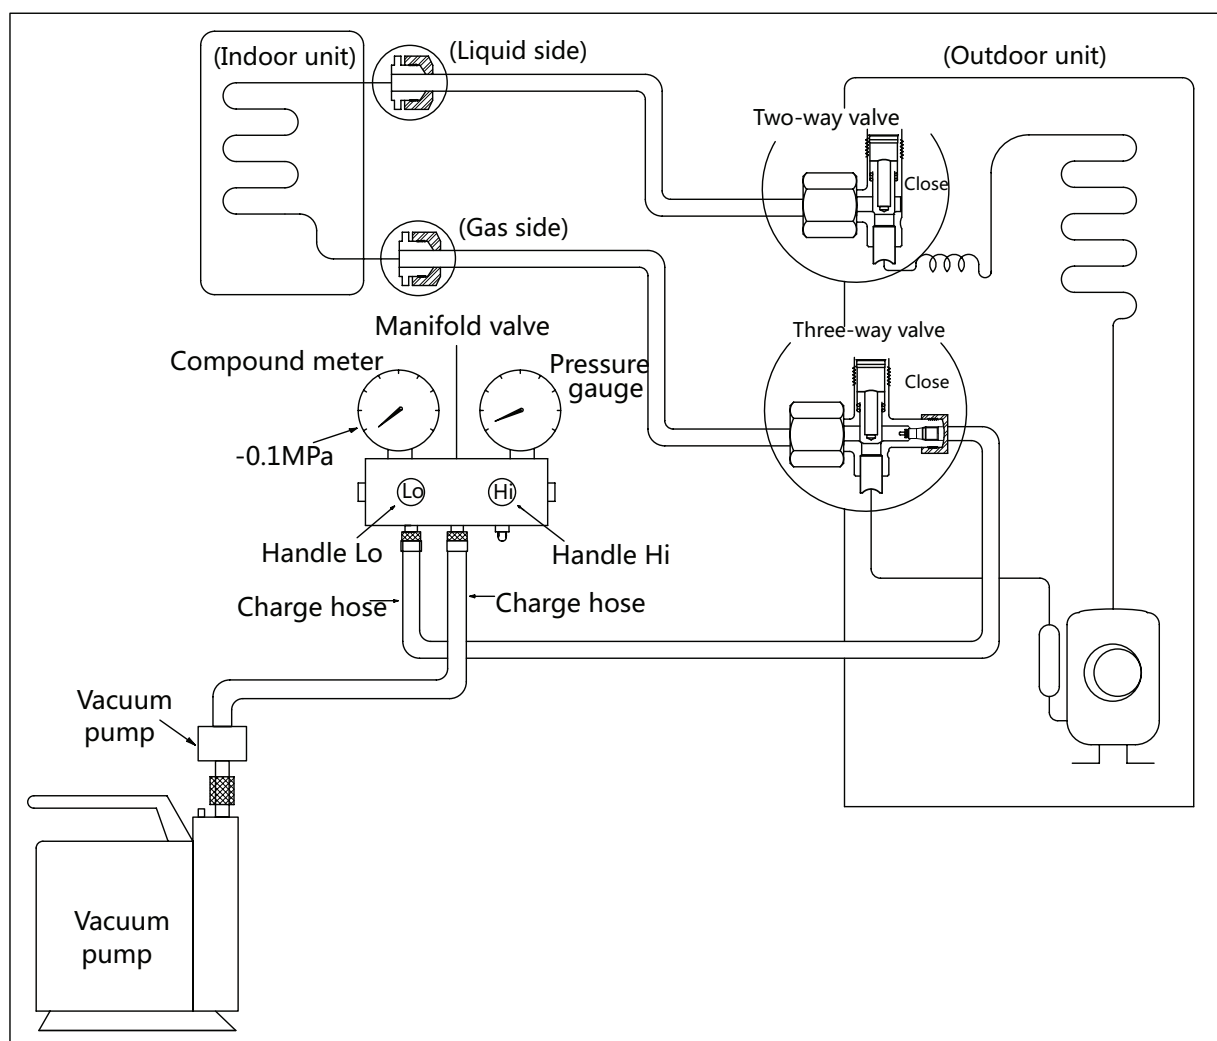 (Indoor unit)
(Liquid side)
(Outdoor unit)
Two-way valve
Close
(Gas side)
Manifold valve
Three-way valve
Compound meter
Pressure
gauge
Close
-0.1MPa
Lo
Hi
Handle Lo
Handle Hi
Charge hose
Charge hose
Vacuum
pump
Vacuum
pump